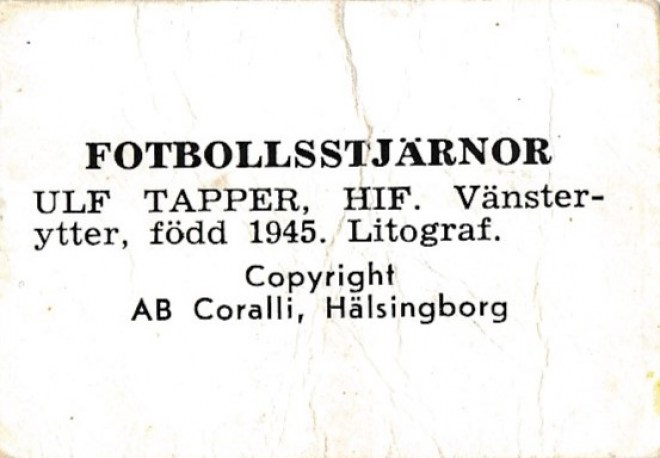 FOTBOLLSSTJÄRNOR
ULF TAPPER, HIF. Vänster-
ytter, född 1945. Litograf.
Copyright
AB Coralli, Hälsingborg